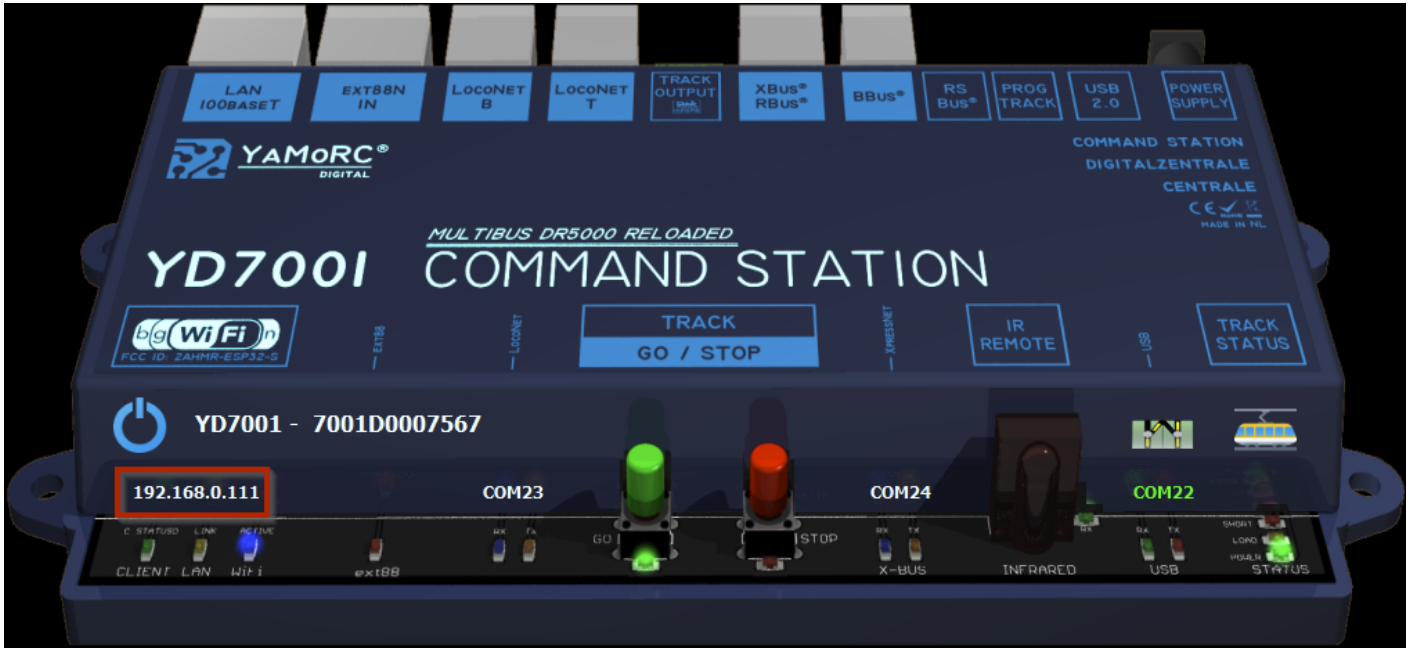 LAN
100BASET
EXT88N
IN
LOCONET
B
LOCONET
T
TRACK
OUTPUT
XBUS®
RBUS®
BBUS®
RS
BUS®
PROG
TRACK
USB
2.0
POWER
SUPPLY
YAMORC®
DIGITAL
COMMAND STATION
DIGITALZENTRALE
CENTRALE
CE
MADE IN NL
MULTIBUS DR5000 RELOADED
YD7001 COMMAND STATION
bg WiFi n
FCC ID: 2AHMR-ESP32-S
EXT88
LOCONET
TRACK
GO / STOP
XPRESSNET
IR
REMOTE
USB
TRACK
STATUS
YD7001 - 7001D0007567
192.168.0.111
COM23
COM24
COM22
C STATUSD LINK ACTIVE
CLIENT LAN WiFi
ext88
RX TX
GO
STOP
RX TX
X-BUS
INFRARED
RX
RX TX
USB
SHORT
LOAD
POWER
STATUS